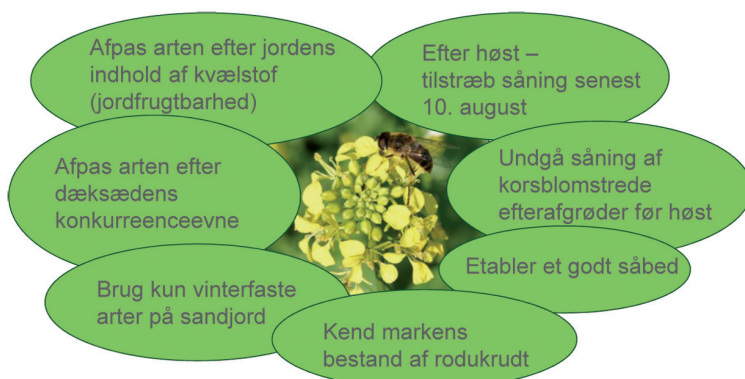 Afpas arten efter jordens
indhold af kvælstof
(jordfrugtbarhed)
Efter høst –
tilstræb såning senest
10. august
Afpas arten efter
dæksædens
konkurreenceevne
Undgå såning af
korsblomstrede
efterafgrøder før høst
Etabler et godt såbed
Brug kun vinterfaste
arter på sandjord
Kend markens
bestand af rodukrudt